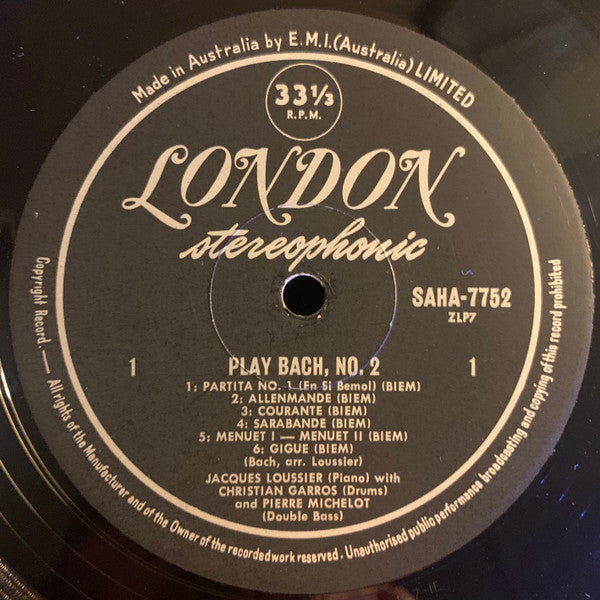 Made in Australia by E.M.I.(Australia) LIMITED
33 1/3
R.P.M.
LONDON
stereophonic
SAHA-7752
ZLP7
1
PLAY BACH, NO. 2
1
1: PARTITA NO. 1 (En Si Bemol) (BIEM)
2: ALLENMANDE (BIEM)
3: COURANTE (BIEM)
4: SARABANDE (BIEM)
5: MENUET I — MENUET II (BIEM)
6: GIGUE (BIEM)
(Bach, arr. Loussier)
JACQUES LOUSSIER (Piano) with
CHRISTIAN GARROS (Drums)
and PIERRE MICHELOT
(Double Bass)
Copyright Record. — All rights of the Manufacturer and of the Owner of the recorded work reserved. Unauthorised public performance broadcasting and copying of this record prohibited